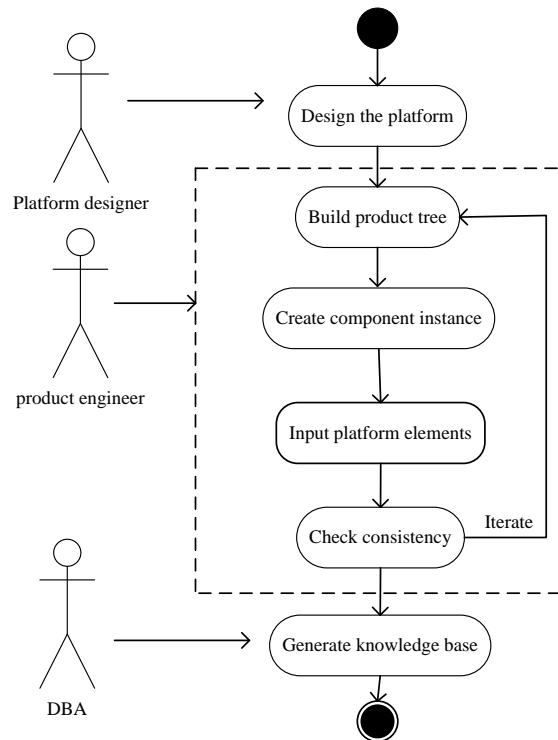 Design the platform
Platform designer
Build product tree
product engineer
Create component instance
Input platform elements
Iterate
Check consistency
Generate knowledge base
DBA